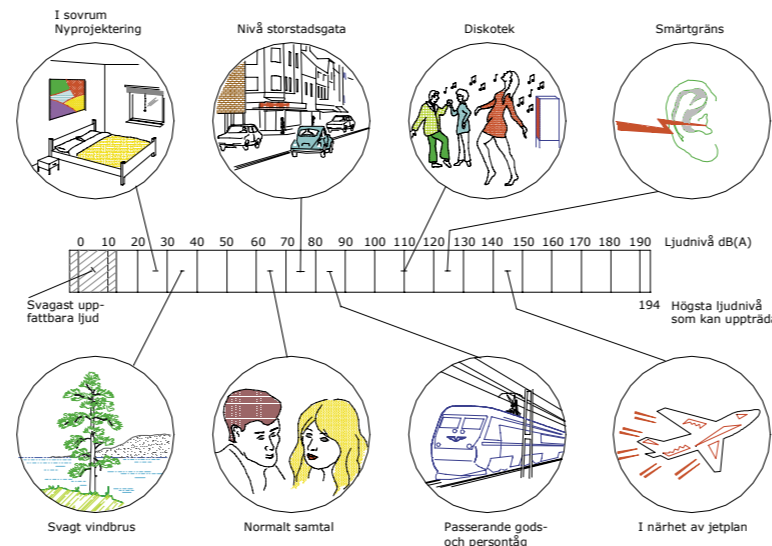 I sovrum
Nyprojektering
Nivå storstadsgata
Diskotek
Smärtgräns
0 10 20 30 40 50 60 70 80 90 100 110 120 130 140 150 160 170 180 190
Ljudnivå dB(A)
Svagast upp-
fattbara ljud
194 Högsta ljudnivå
som kan uppträda
Svagt vindbrus
Normalt samtal
Passerande gods-
och persontåg
I närhet av jetplan